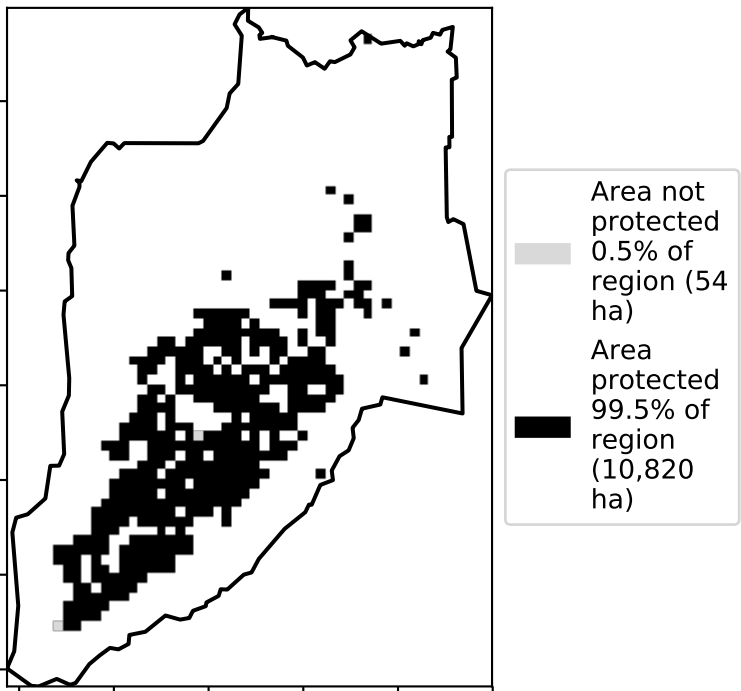 Area not
protected
0.5% of
region (54
ha)
Area
protected
99.5% of
region
(10,820
ha)